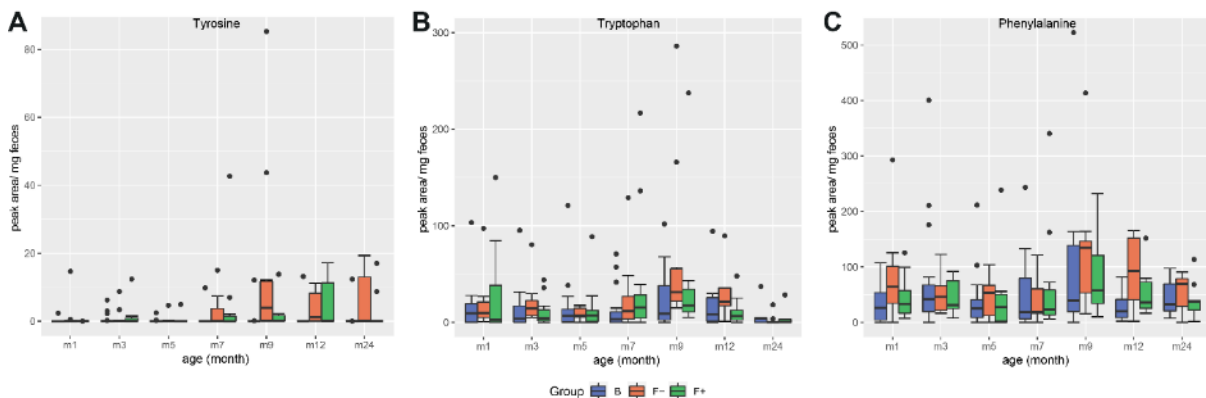 A
Tyrosine
80
60
40
20
0
peak area/ mg feces
m1 m3 m5 m7 m9 m12 m24
age (month)
B
Tryptophan
300
200
100
0
peak area/ mg feces
m1 m3 m5 m7 m9 m12 m24
age (month)
C
Phenylalanine
500
400
300
200
100
0
peak area/ mg feces
m1 m3 m5 m7 m9 m12 m24
age (month)
Group B F− F+